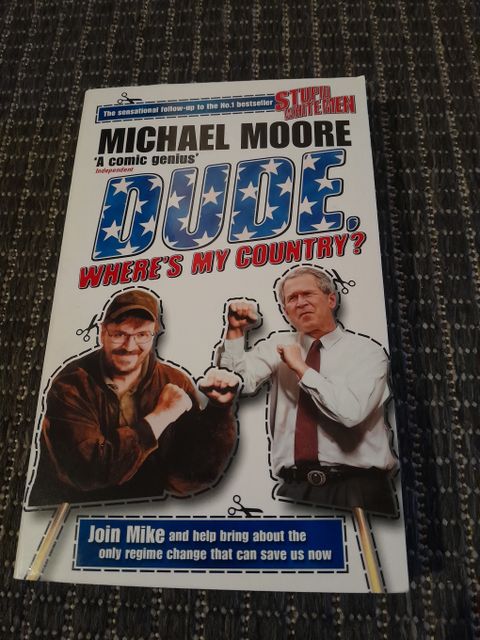 The sensational follow-up to the No.1 bestseller STUPID WHITE MEN
MICHAEL MOORE
'A comic genius'
Independent
DUDE,
WHERE'S MY COUNTRY?
Join Mike and help bring about the
only regime change that can save us now